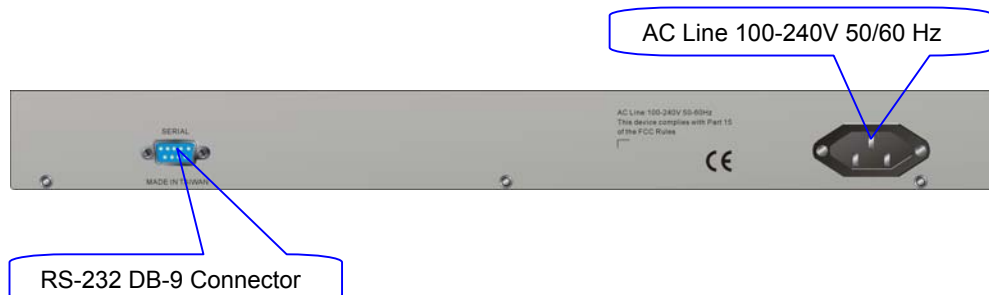 AC Line 100-240V 50/60 Hz
AC Line 100-240V 50-60Hz
This device complies with Part 15
of the FCC Rules
SERIAL
CE
MADE IN TAIWAN
RS-232 DB-9 Connector